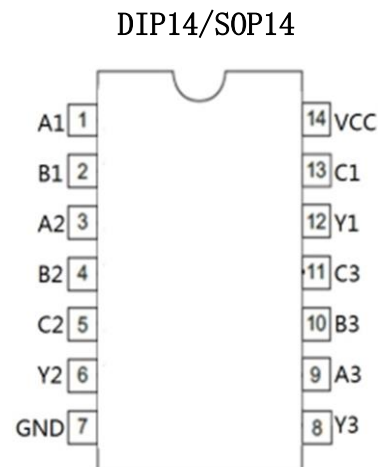 DIP14/SOP14
A1 1 14 VCC
B1 2 13 C1
A2 3 12 Y1
B2 4 11 C3
C2 5 10 B3
Y2 6 9 A3
GND 7 8 Y3